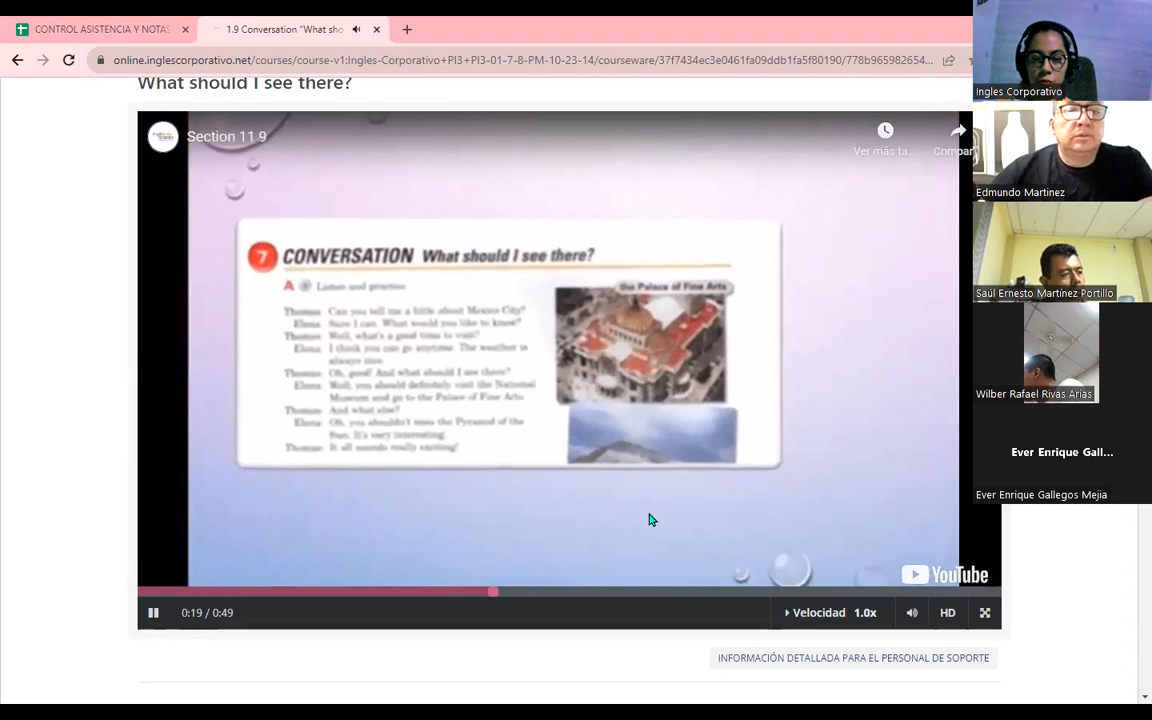 CONTROL ASISTENCIA Y NOTAS
1.9 Conversation "What sho
online.inglescorporativo.net/courses/course-v1:Ingles-Corporativo+PI3+PI3-01-7-8-PM-10-23-14/courseware/37f7434ec3e0461fa09ddb1fa5f80190/778b965982654...
What should I see there?
Section 11 9
Ver más ta...
Compar
7 CONVERSATION What should I see there?
A Listen and practice.
the Palace of Fine Arts
Thomas: Can you tell me a little about Mexico City?
Elena: Sure I can. What would you like to know?
Thomas: Well, what's a good time to visit?
Elena: I think you can go anytime. The weather is
always nice.
Thomas: Oh, good! And what should I see there?
Elena: Well, you should definitely visit the National
Museum and go to the Palace of Fine Arts
Thomas: And what else?
Elena: Oh, you shouldn't miss the Pyramid of the
Sun. It's very interesting.
Thomas: It all sounds really exciting!
YouTube
0:19 / 0:49
Velocidad 1.0x
HD
INFORMACIÓN DETALLADA PARA EL PERSONAL DE SOPORTE
Ingles Corporativo
Edmundo Martinez
Saúl Ernesto Martínez Portillo
Wilber Rafael Rivas Arias
Ever Enrique Gall...
Ever Enrique Gallegos Mejia